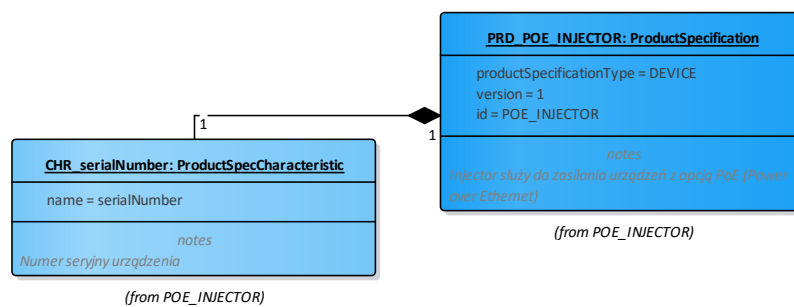 PRD_POE_INJECTOR: ProductSpecification
productSpecificationType = DEVICE
version = 1
id = POE_INJECTOR
notes
Injector służy do zasilania urządzeń z opcją PoE (Power
over Ethernet)
(from POE_INJECTOR)
1
1
CHR_serialNumber: ProductSpecCharacteristic
name = serialNumber
notes
Numer seryjny urządzenia
(from POE_INJECTOR)